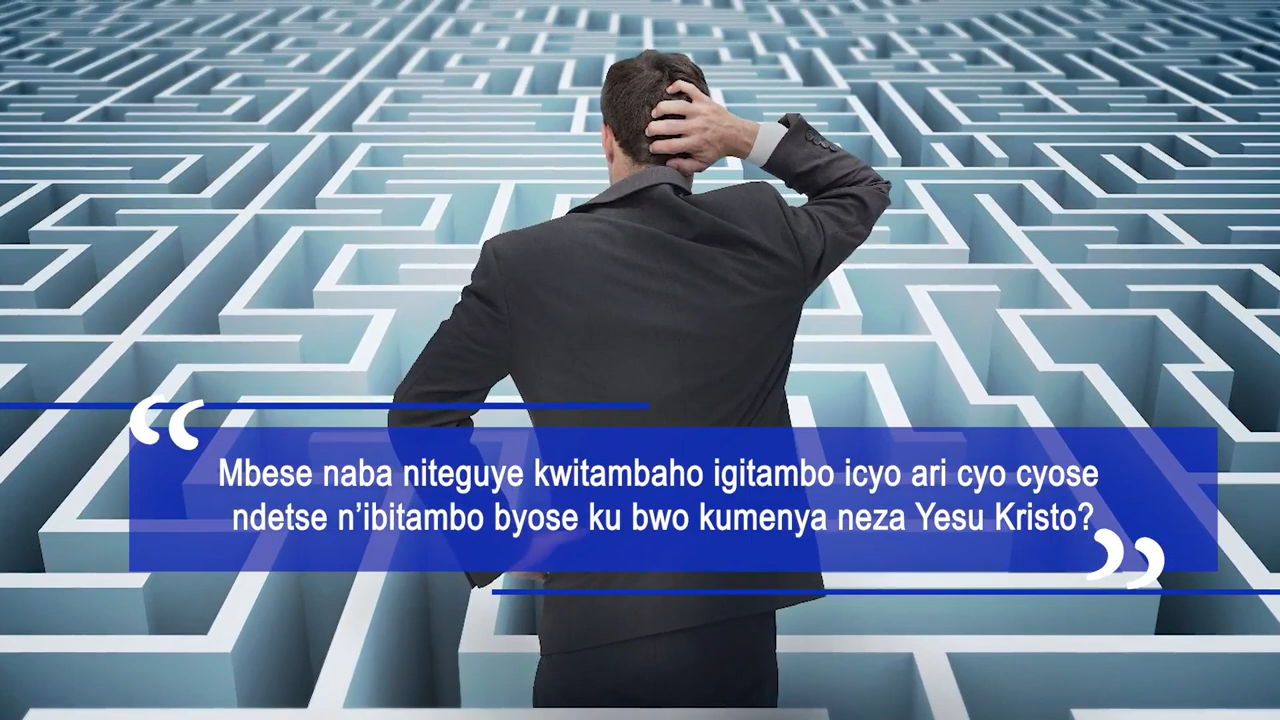 Mbese naba niteguye kwitambaho igitambo icyo ari cyo cyose
ndetse n’ibitambo byose ku bwo kumenya neza Yesu Kristo?